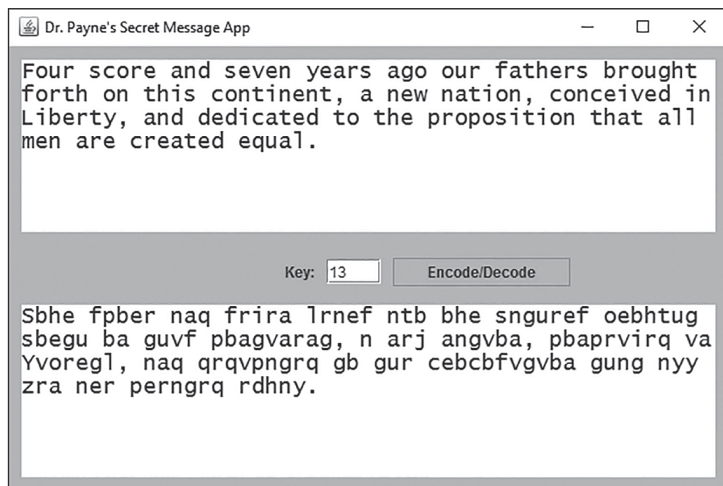 Dr. Payne's Secret Message App
Four score and seven years ago our fathers brought
forth on this continent, a new nation, conceived in
Liberty, and dedicated to the proposition that all
men are created equal.
Key: 13 Encode/Decode
Sbhe fpber naq frira lrnef ntb bhe snguref oebhtug
sbegu ba guvf pbagvarag, n arj angvba, pbaprvirq va
Yvoregl, naq qrqvpngrq gb gur cebcbfvgvba gung nyy
zra ner perngrq rdhny.